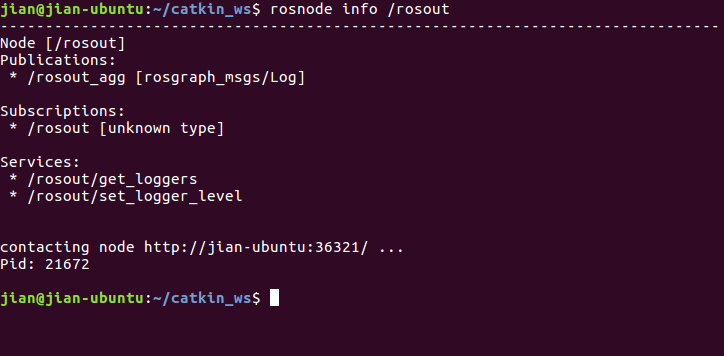 jian@jian-ubuntu:~/catkin_ws$ rosnode info /rosout
--------------------------------------------------------------------------------
Node [/rosout]
Publications:
 * /rosout_agg [rosgraph_msgs/Log]

Subscriptions:
 * /rosout [unknown type]

Services:
 * /rosout/get_loggers
 * /rosout/set_logger_level


contacting node http://jian-ubuntu:36321/ ...
Pid: 21672

jian@jian-ubuntu:~/catkin_ws$